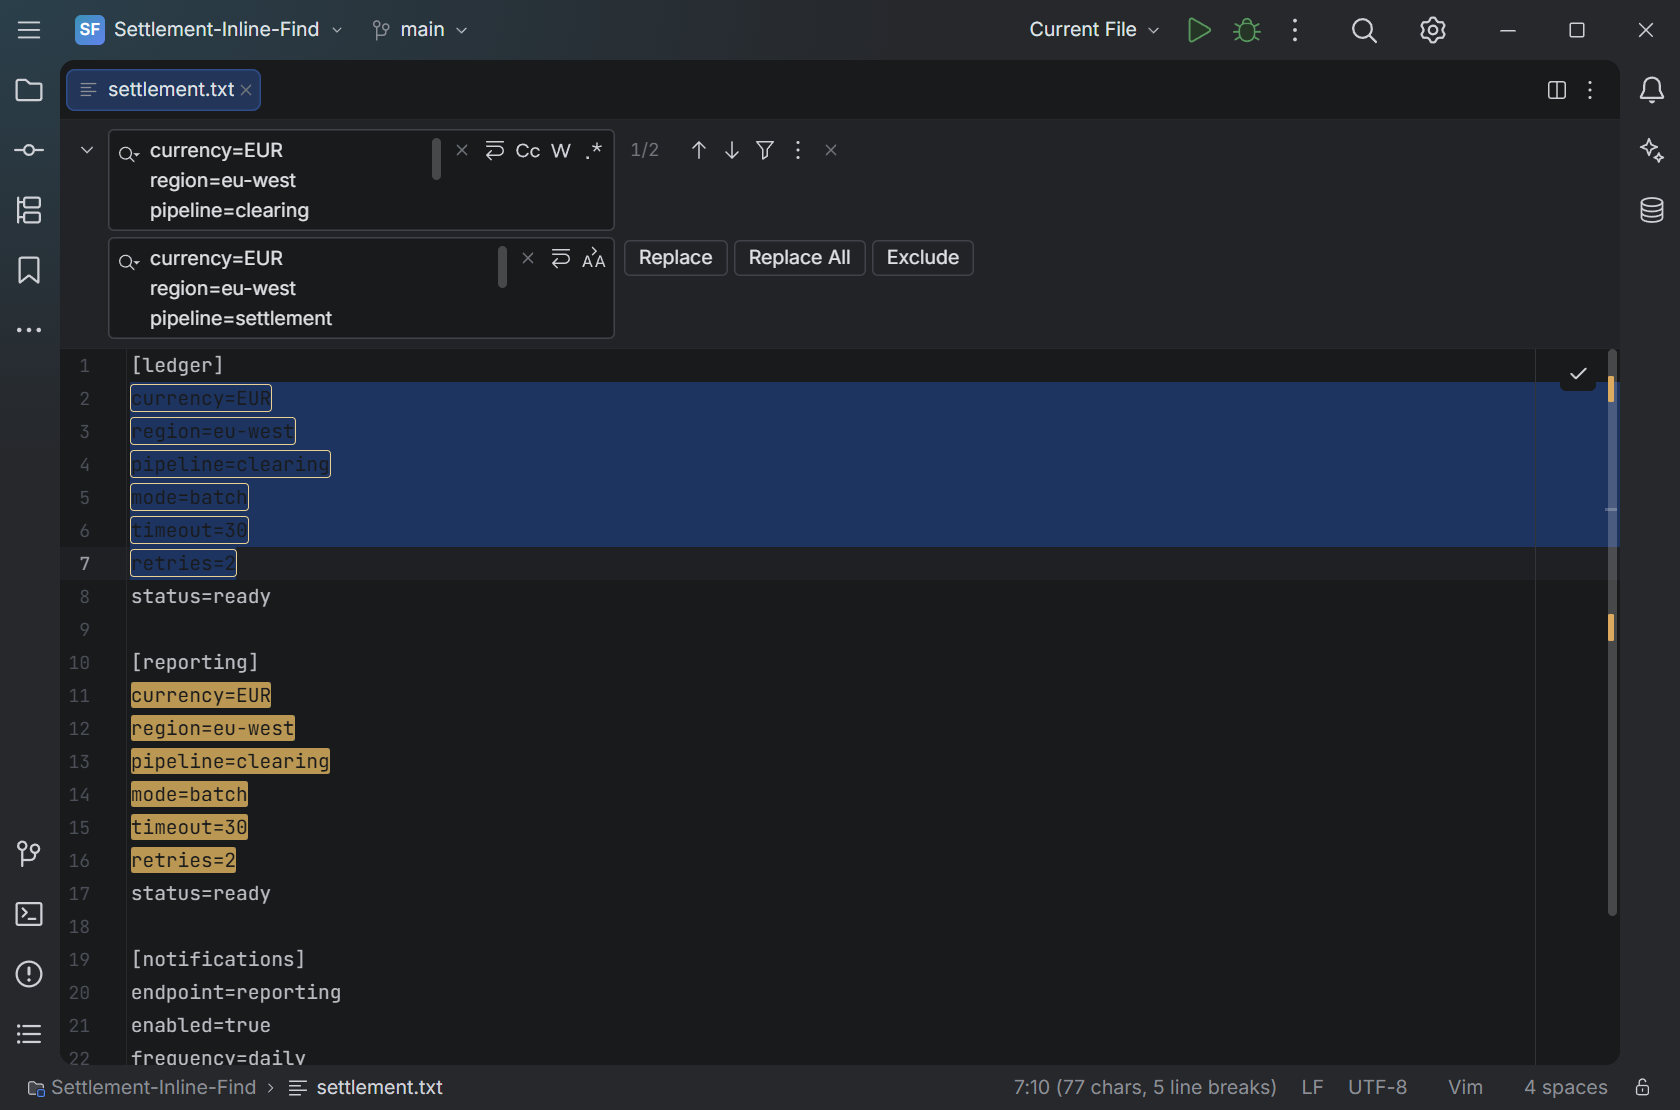 SF Settlement-Inline-Find main Current File
settlement.txt
currency=EUR
region=eu-west
pipeline=clearing
Cc W .* 1/2
currency=EUR
region=eu-west
pipeline=settlement
Replace Replace All Exclude
1 [ledger]
2 currency=EUR
3 region=eu-west
4 pipeline=clearing
5 mode=batch
6 timeout=30
7 retries=2
8 status=ready
9
10 [reporting]
11 currency=EUR
12 region=eu-west
13 pipeline=clearing
14 mode=batch
15 timeout=30
16 retries=2
17 status=ready
18
19 [notifications]
20 endpoint=reporting
21 enabled=true
22 frequency=daily
Settlement-Inline-Find › settlement.txt 7:10 (77 chars, 5 line breaks) LF UTF-8 Vim 4 spaces